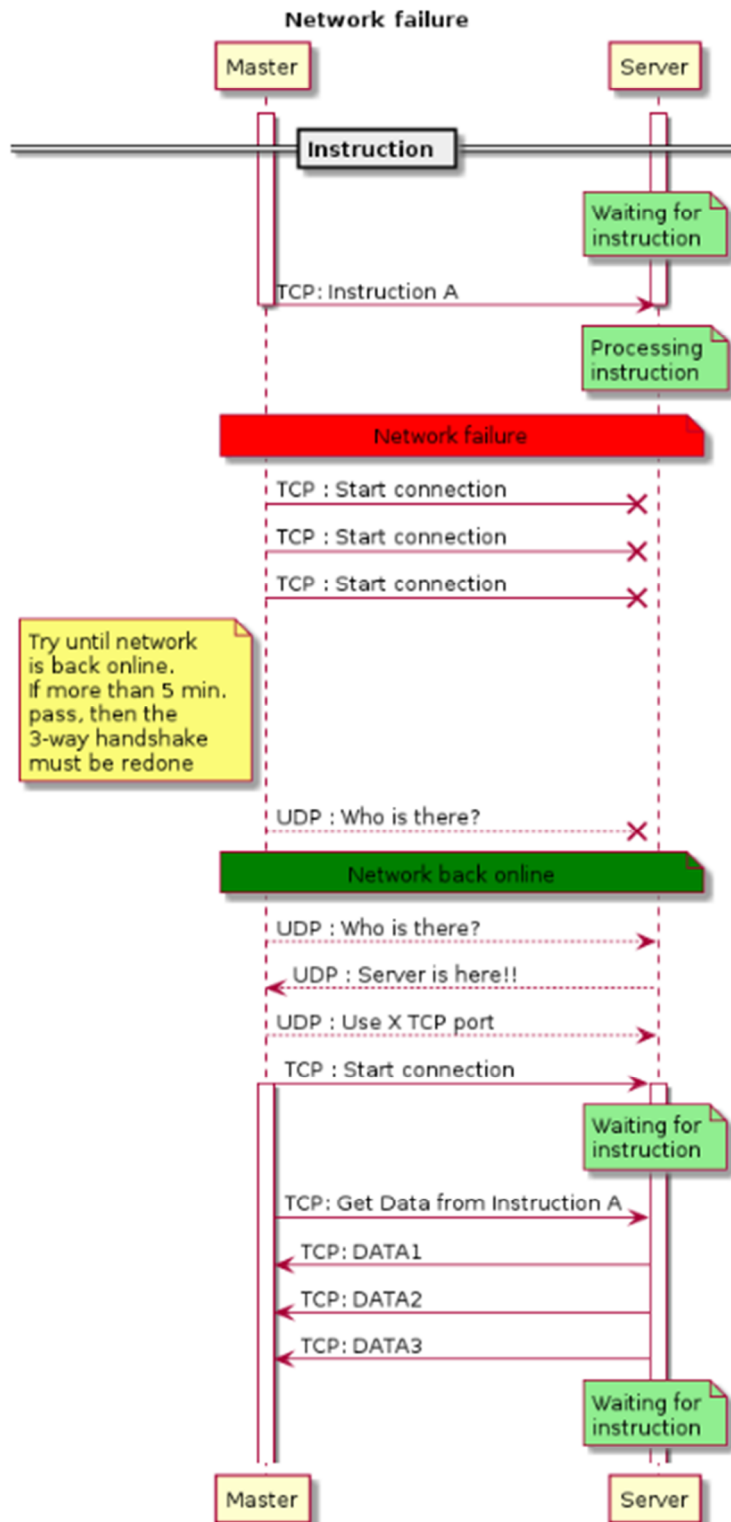 Network failure
Master
Server
Instruction
Waiting for
instruction
TCP: Instruction A
Processing
instruction
Network failure
TCP : Start connection
TCP : Start connection
TCP : Start connection
Try until network
is back online.
If more than 5 min.
pass, then the
3-way handshake
must be redone
UDP : Who is there?
Network back online
UDP : Who is there?
UDP : Server is here!!
UDP : Use X TCP port
TCP : Start connection
Waiting for
instruction
TCP: Get Data from Instruction A
TCP: DATA1
TCP: DATA2
TCP: DATA3
Waiting for
instruction
Master
Server